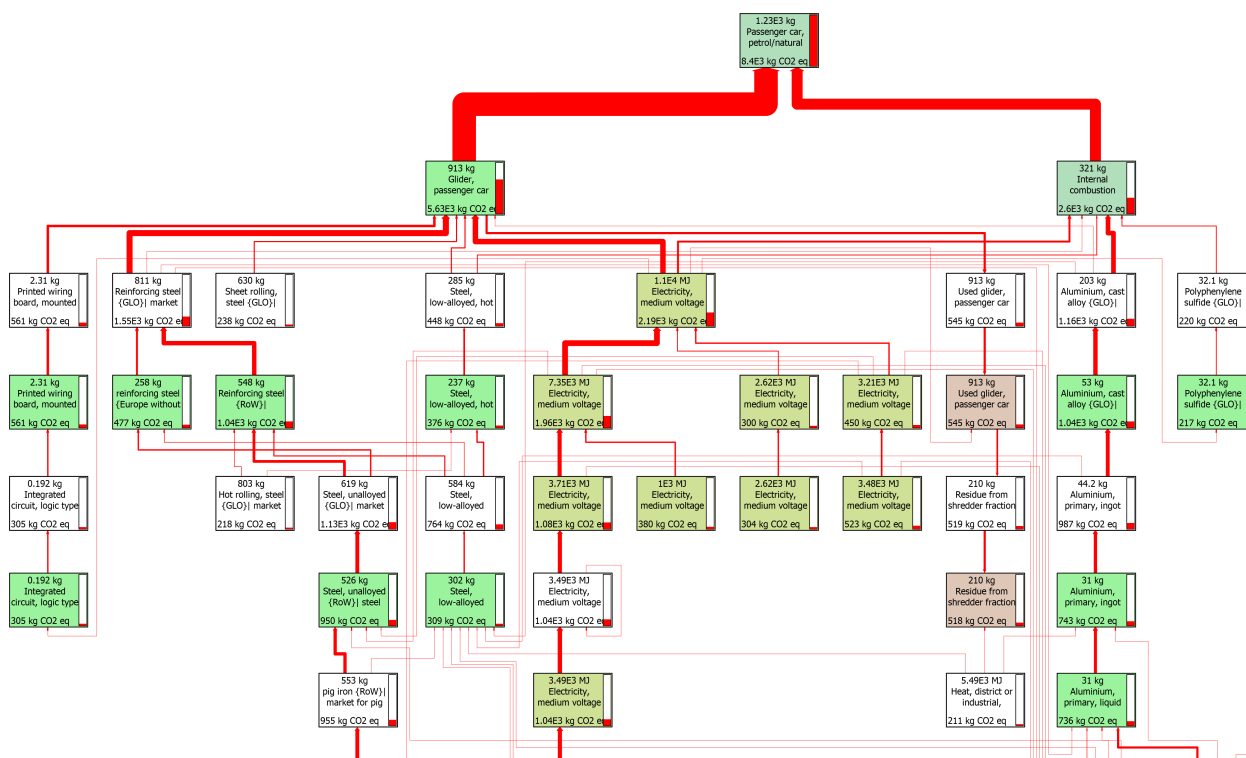 1.23E3 kg
Passenger car,
petrol/natural
8.4E3 kg CO2 eq
913 kg
Glider,
passenger car
5.63E3 kg CO2 eq
321 kg
Internal
combustion
2.6E3 kg CO2 eq
2.31 kg
Printed wiring
board, mounted
561 kg CO2 eq
811 kg
Reinforcing steel
{GLO}| market
1.55E3 kg CO2 eq
630 kg
Sheet rolling,
steel {GLO}|
238 kg CO2 eq
285 kg
Steel,
low-alloyed, hot
448 kg CO2 eq
1.1E4 MJ
Electricity,
medium voltage
2.19E3 kg CO2 eq
913 kg
Used glider,
passenger car
545 kg CO2 eq
203 kg
Aluminium, cast
alloy {GLO}|
1.16E3 kg CO2 eq
32.1 kg
Polyphenylene
sulfide {GLO}|
220 kg CO2 eq
2.31 kg
Printed wiring
board, mounted
561 kg CO2 eq
258 kg
reinforcing steel
{Europe without
477 kg CO2 eq
548 kg
Reinforcing steel
{RoW}|
1.04E3 kg CO2 eq
237 kg
Steel,
low-alloyed, hot
376 kg CO2 eq
7.35E3 MJ
Electricity,
medium voltage
1.96E3 kg CO2 eq
2.62E3 MJ
Electricity,
medium voltage
300 kg CO2 eq
3.21E3 MJ
Electricity,
medium voltage
450 kg CO2 eq
913 kg
Used glider,
passenger car
545 kg CO2 eq
53 kg
Aluminium, cast
alloy {GLO}|
1.04E3 kg CO2 eq
32.1 kg
Polyphenylene
sulfide {GLO}|
217 kg CO2 eq
0.192 kg
Integrated
circuit, logic type
305 kg CO2 eq
803 kg
Hot rolling, steel
{GLO}| market
218 kg CO2 eq
619 kg
Steel, unalloyed
{GLO}| market
1.13E3 kg CO2 eq
584 kg
Steel,
low-alloyed
764 kg CO2 eq
3.71E3 MJ
Electricity,
medium voltage
1.08E3 kg CO2 eq
1E3 MJ
Electricity,
medium voltage
380 kg CO2 eq
2.62E3 MJ
Electricity,
medium voltage
304 kg CO2 eq
3.48E3 MJ
Electricity,
medium voltage
523 kg CO2 eq
210 kg
Residue from
shredder fraction
519 kg CO2 eq
44.2 kg
Aluminium,
primary, ingot
987 kg CO2 eq
0.192 kg
Integrated
circuit, logic type
305 kg CO2 eq
526 kg
Steel, unalloyed
{RoW}| steel
950 kg CO2 eq
302 kg
Steel,
low-alloyed
309 kg CO2 eq
3.49E3 MJ
Electricity,
medium voltage
1.04E3 kg CO2 eq
210 kg
Residue from
shredder fraction
518 kg CO2 eq
31 kg
Aluminium,
primary, ingot
743 kg CO2 eq
553 kg
pig iron {RoW}|
market for pig
955 kg CO2 eq
3.49E3 MJ
Electricity,
medium voltage
1.04E3 kg CO2 eq
5.49E3 MJ
Heat, district or
industrial,
211 kg CO2 eq
31 kg
Aluminium,
primary, liquid
736 kg CO2 eq